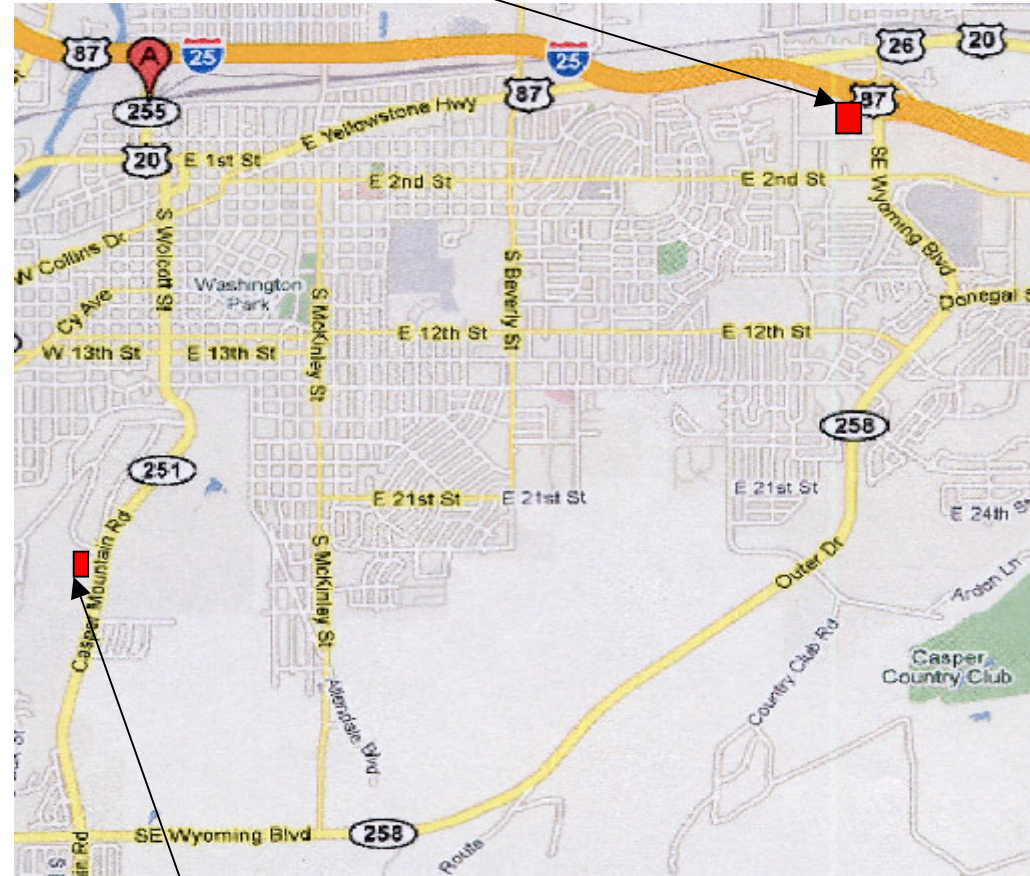 87
A
25
25
26
20
87
87
255
E Yellowstone Hwy
20
E 1st St
E 2nd St
E 2nd St
SE Wyoming Blvd
S Wolcott St
W Collins Dr
Washington
Park
S Beverly St
Cy Ave
S McKinley St
Donegal S
E 12th St
E 12th St
W 13th St
E 13th St
258
251
E 21st St
E 21st St
E 21st St
E 24th St
Casper Mountain Rd
S McKinley St
Outer Dr
Arden Ln
Country Club Rd
Casper
Country Club
Allendale Blvd
SE Wyoming Blvd
258
Route